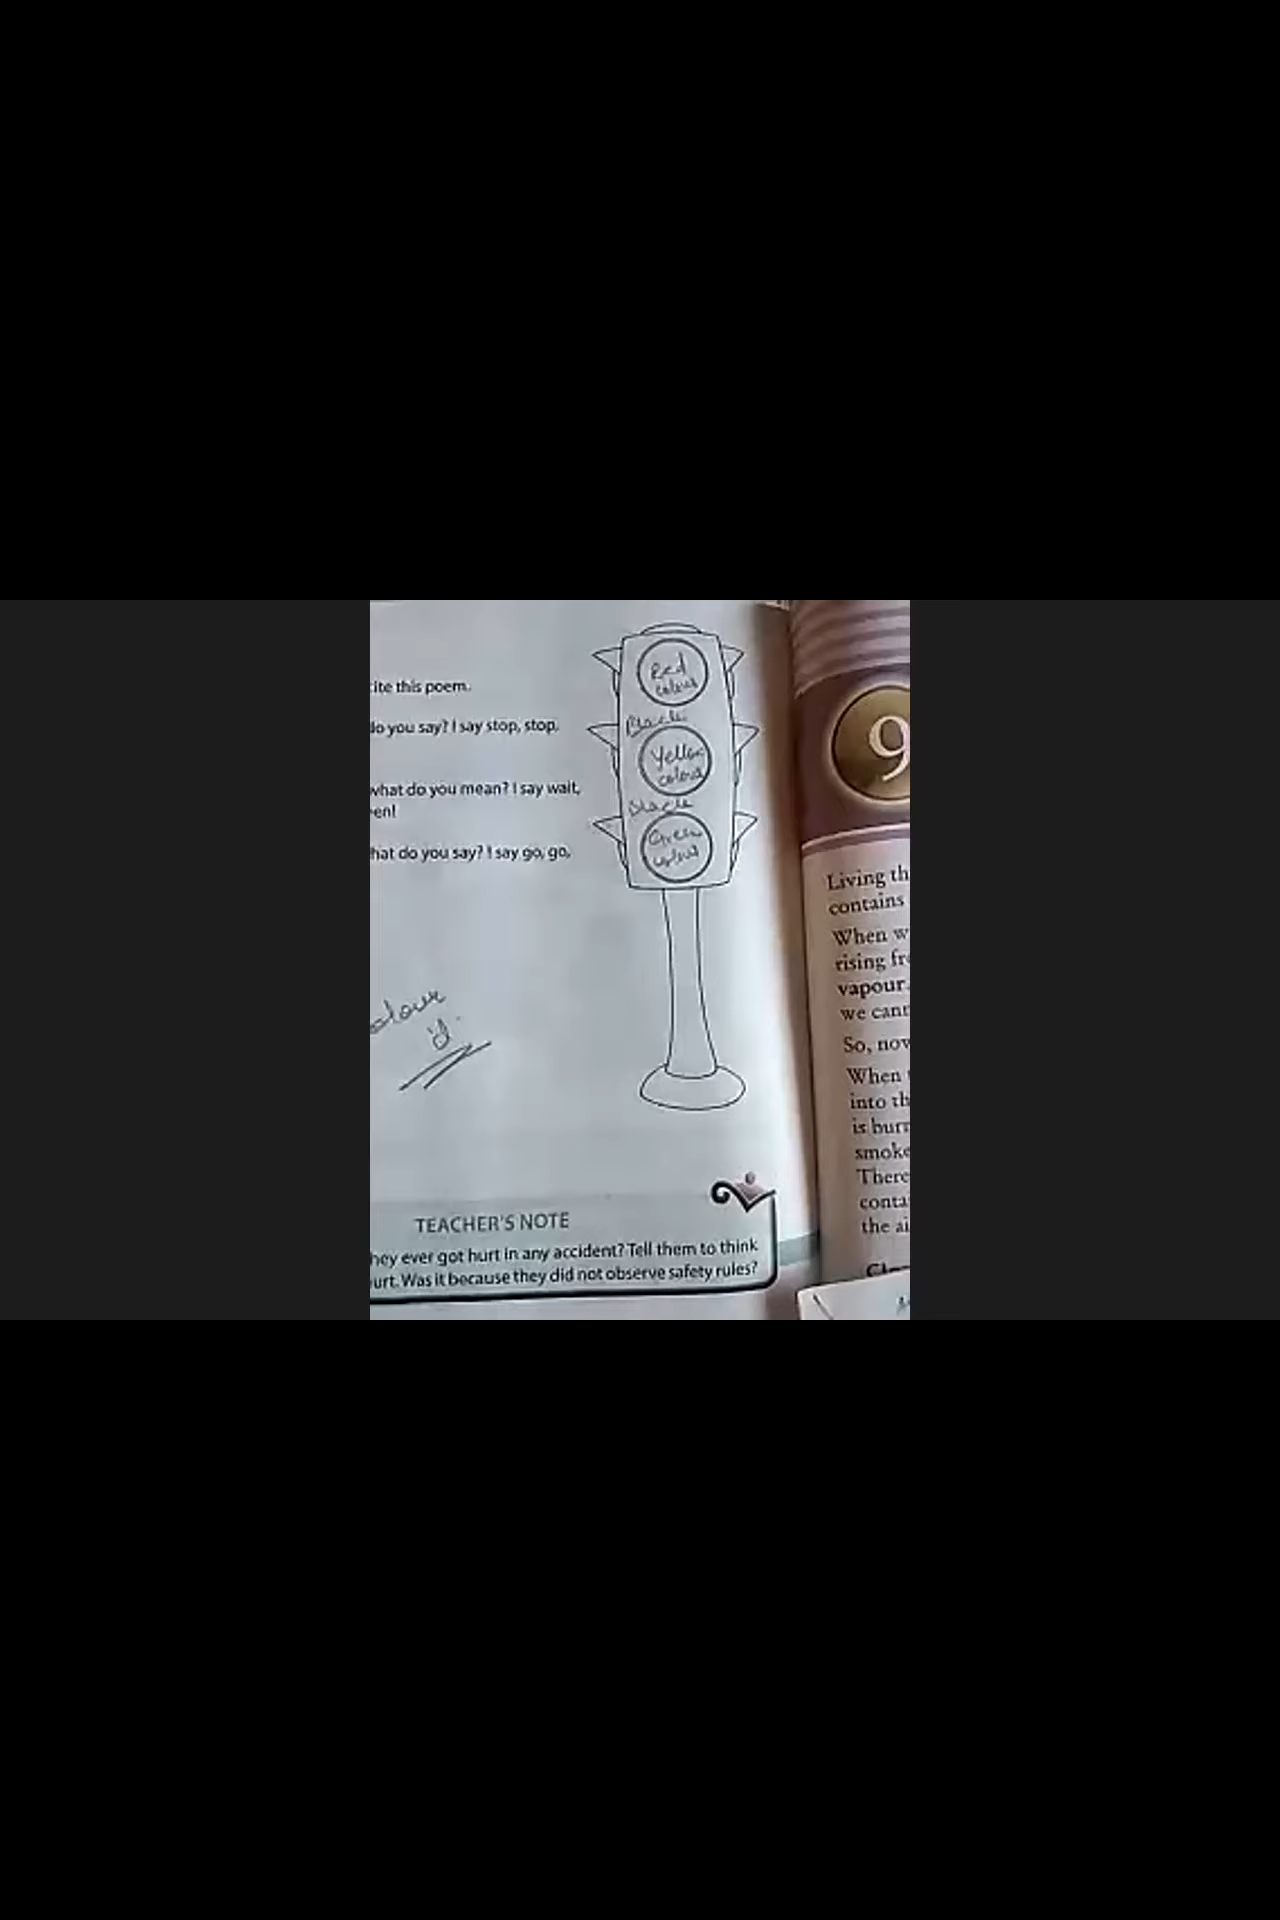 ite this poem.
do you say? I say stop, stop,
what do you mean? I say wait,
en!
hat do you say? I say go, go,
Red
colour
Black
Yellow
colour
Black
Green
colour
olour
it.
TEACHER'S NOTE
hey ever got hurt in any accident? Tell them to think
urt. Was it because they did not observe safety rules?
9
Living th
contains
When w
rising fr
vapour.
we cann
So, now
When
into th
is burn
smoke
There
conta
the ai